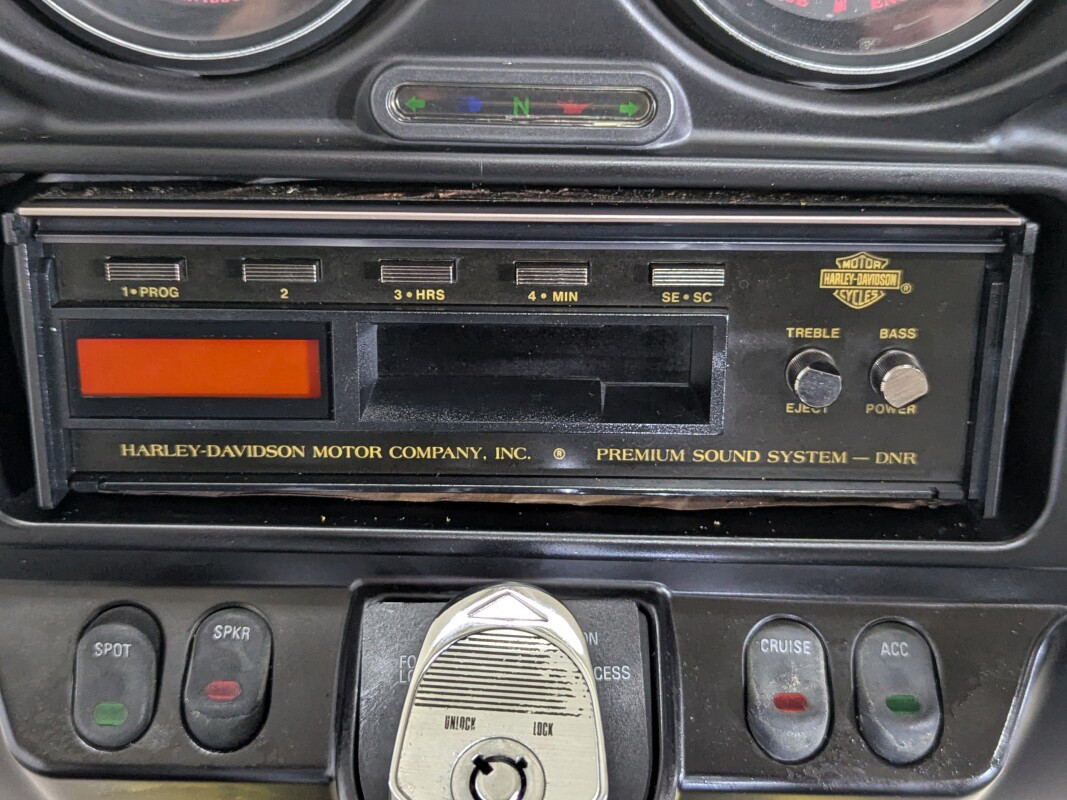 N
1•PROG
2
3•HRS
4•MIN
SE•SC
MOTOR
HARLEY-DAVIDSON
CYCLES
®
TREBLE
BASS
EJECT
POWER
HARLEY-DAVIDSON MOTOR COMPANY, INC. ® PREMIUM SOUND SYSTEM — DNR
SPOT
SPKR
UNLOCK
LOCK
CRUISE
ACC